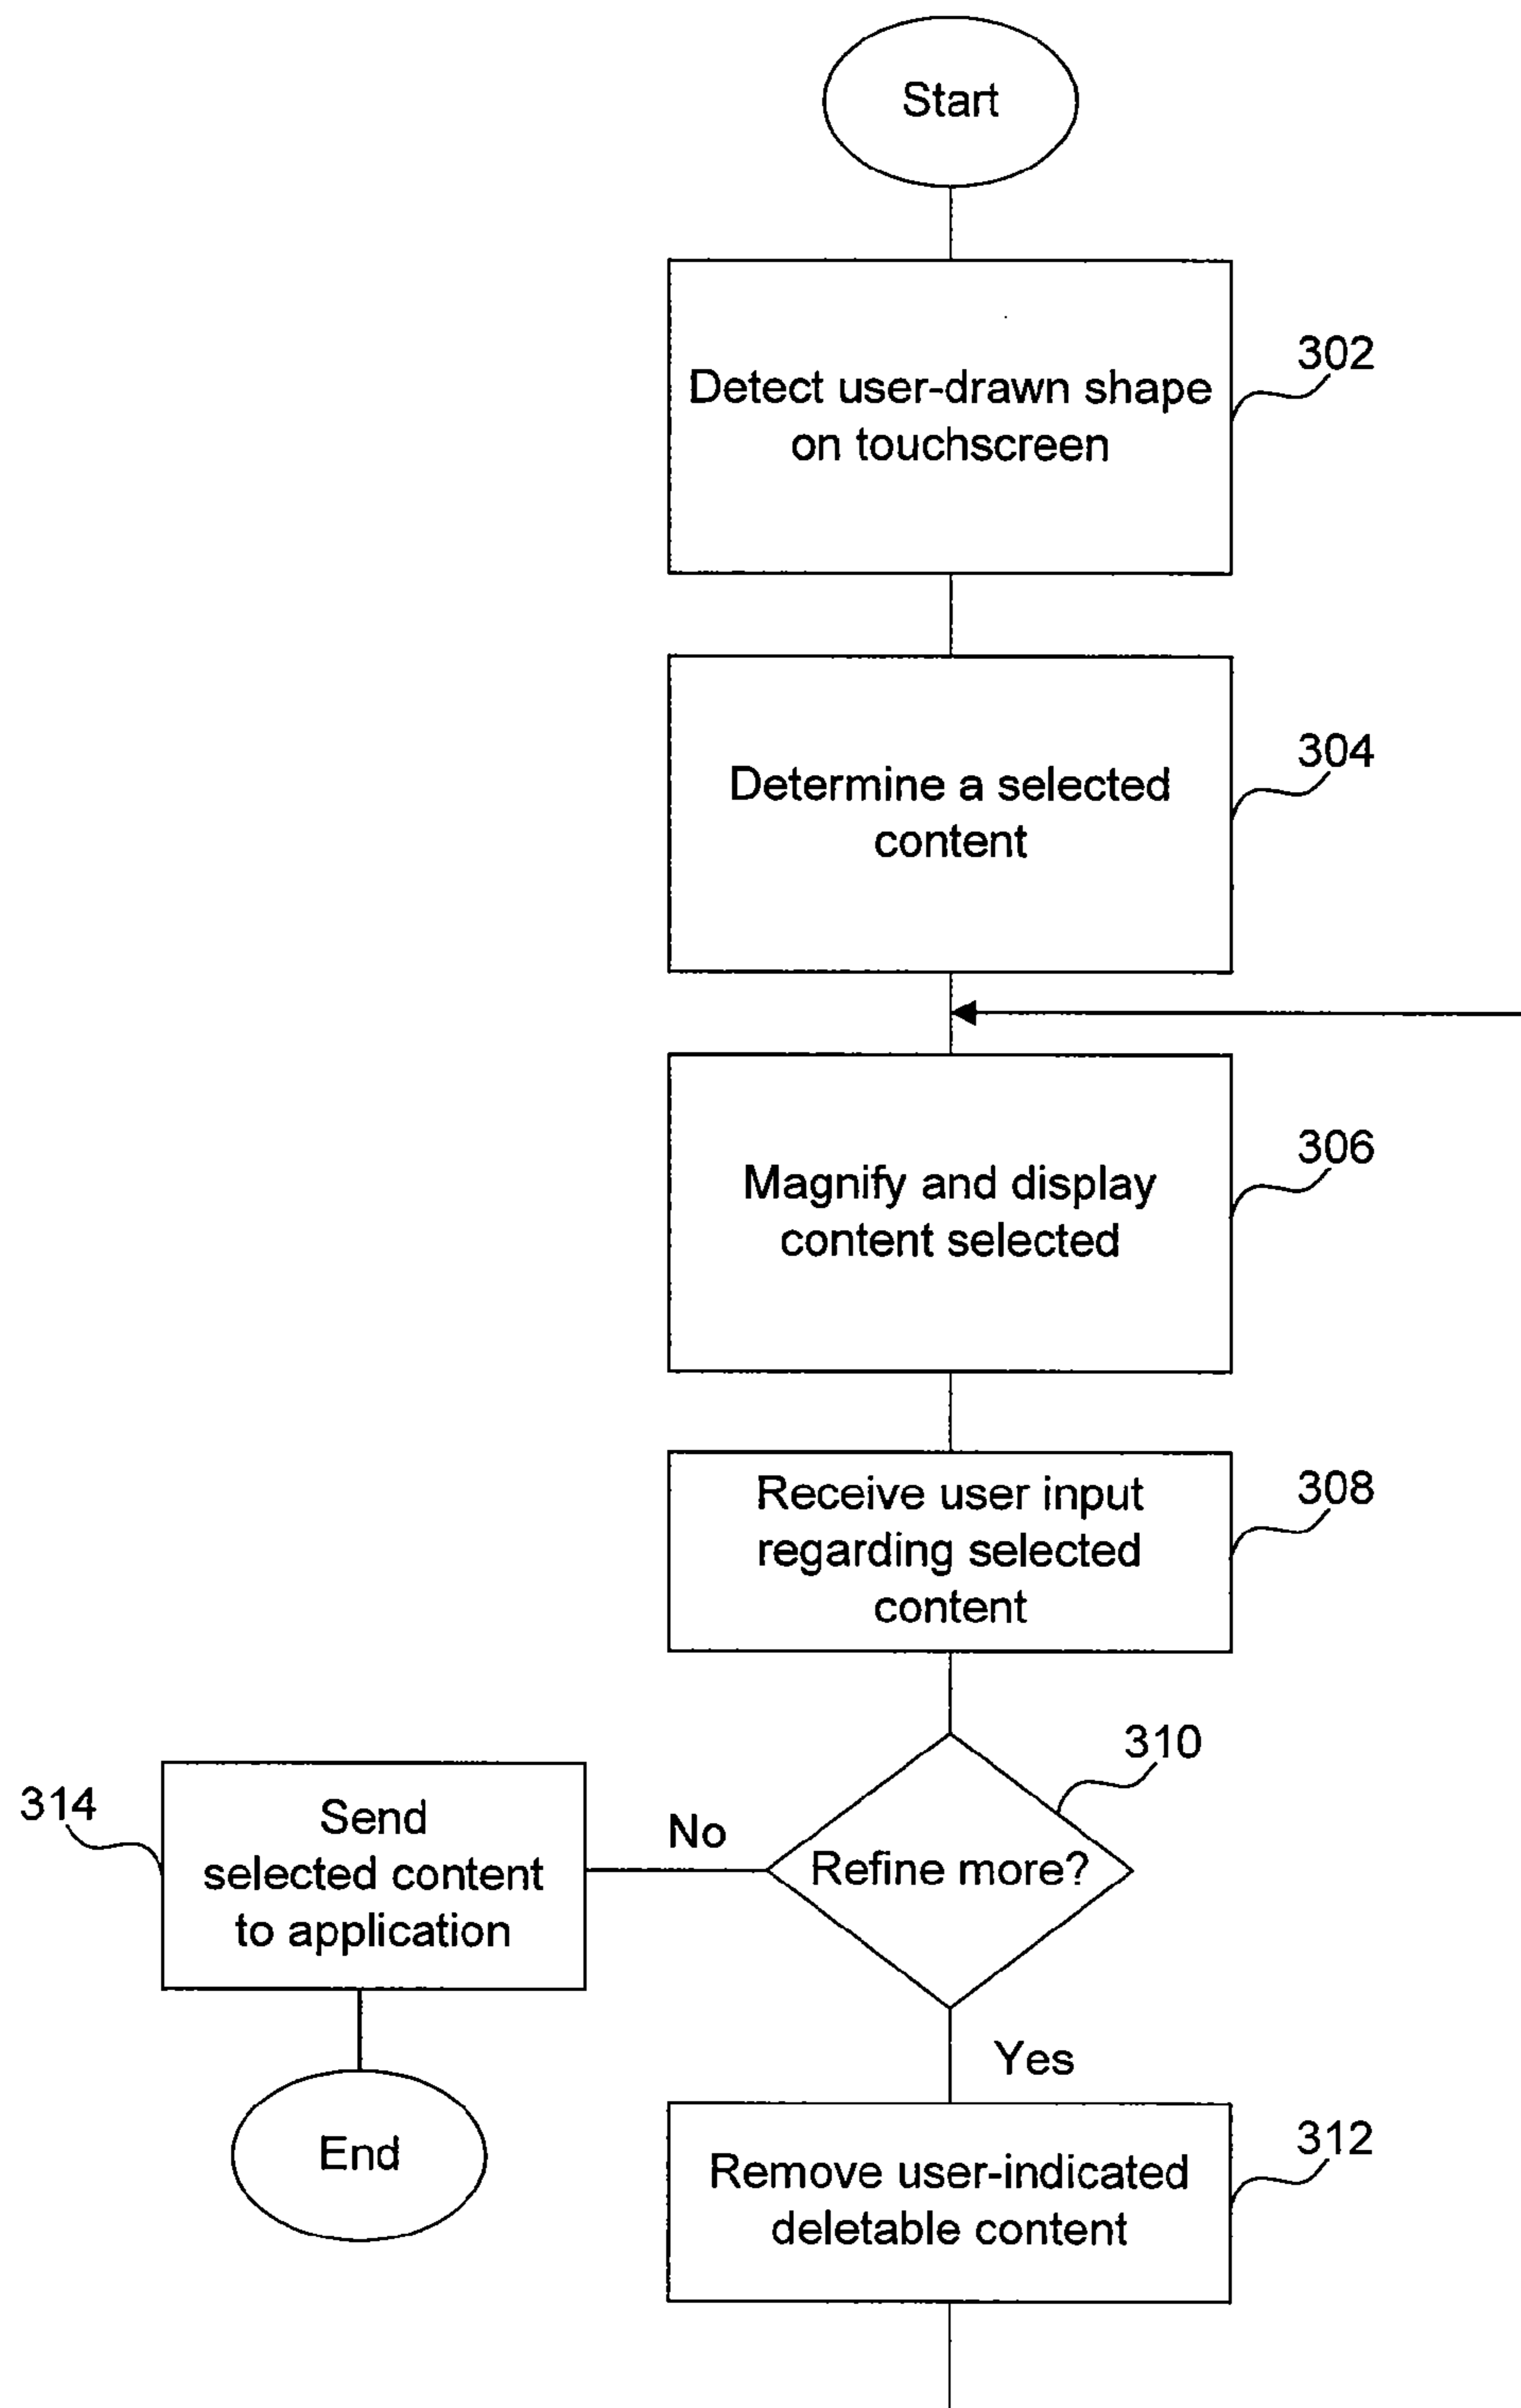 Start
Detect user-drawn shape
on touchscreen
302
Determine a selected
content
304
Magnify and display
content selected
306
Receive user input
regarding selected
content
308
310
Refine more?
No
314
Send
selected content
to application
End
Yes
Remove user-indicated
deletable content
312